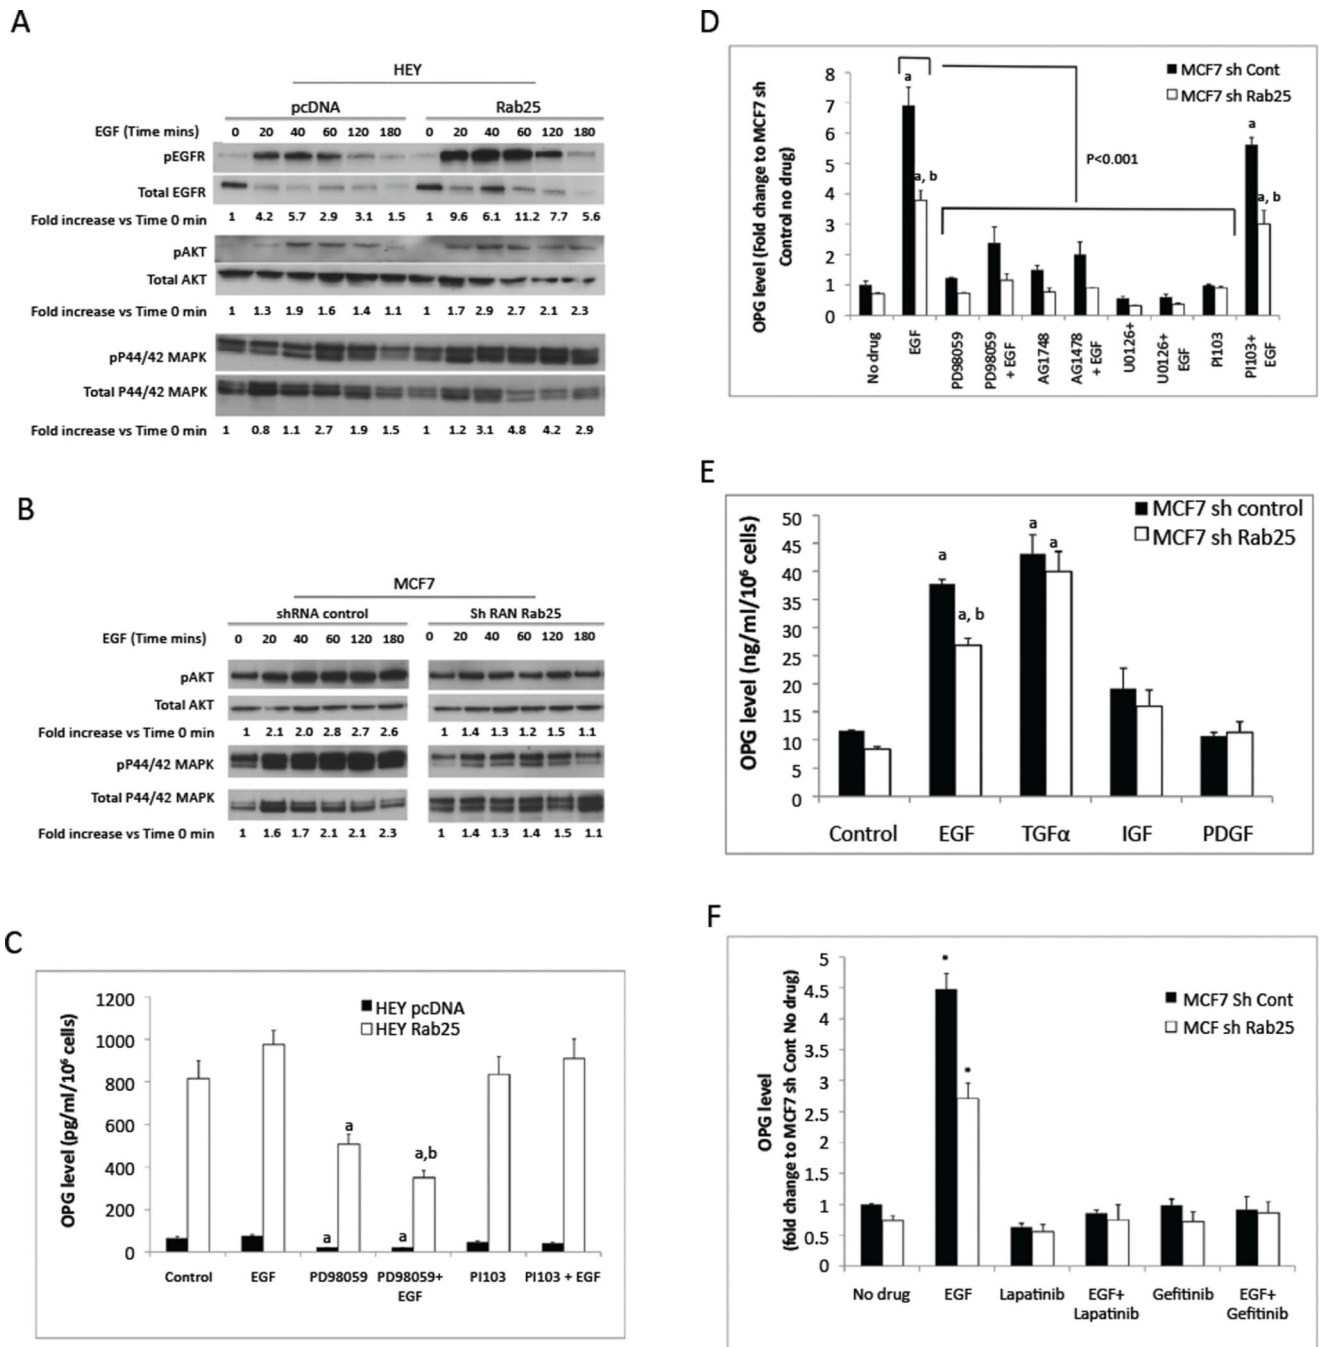 A
HEY
pcDNA Rab25
EGF (Time mins) 0 20 40 60 120 180 0 20 40 60 120 180
pEGFR
Total EGFR
Fold increase vs Time 0 min 1 4.2 5.7 2.9 3.1 1.5 1 9.6 6.1 11.2 7.7 5.6
pAKT
Total AKT
Fold increase vs Time 0 min 1 1.3 1.9 1.6 1.4 1.1 1 1.7 2.9 2.7 2.1 2.3
pP44/42 MAPK
Total P44/42 MAPK
Fold increase vs Time 0 min 1 0.8 1.1 2.7 1.9 1.5 1 1.2 3.1 4.8 4.2 2.9
B
MCF7
shRNA control Sh RAN Rab25
EGF (Time mins) 0 20 40 60 120 180 0 20 40 60 120 180
pAKT
Total AKT
Fold increase vs Time 0 min 1 2.1 2.0 2.8 2.7 2.6 1 1.4 1.3 1.2 1.5 1.1
pP44/42 MAPK
Total P44/42 MAPK
Fold increase vs Time 0 min 1 1.6 1.7 2.1 2.1 2.3 1 1.4 1.3 1.4 1.5 1.1
C
OPG level (pg/ml/10⁶ cells)
1200
1000
800
600
400
200
0
HEY pcDNA
HEY Rab25
a
a
a
a,b
Control EGF PD98059 PD98059+ PI103 PI103 + EGF
EGF
D
OPG level (Fold change to MCF7 sh
Control no drug)
8
7
6
5
4
3
2
1
0
MCF7 sh Cont
MCF7 sh Rab25
a
a, b
P<0.001
a
a, b
No drug
EGF
PD98059
PD98059
+ EGF
AG1748
AG1478
+ EGF
U0126+
U0126+
EGF
PI103
PI103+
EGF
E
OPG level (ng/ml/10⁶ cells)
50
45
40
35
30
25
20
15
10
5
0
MCF7 sh control
MCF7 sh Rab25
a
a, b
a
a
Control EGF TGFα IGF PDGF
F
OPG level
(fold change to MCF7 sh Cont No drug)
5
4.5
4
3.5
3
2.5
2
1.5
1
0.5
0
MCF7 Sh Cont
MCF sh Rab25
*
*
No drug EGF Lapatinib EGF+ Gefitinib EGF+
Lapatinib Gefitinib